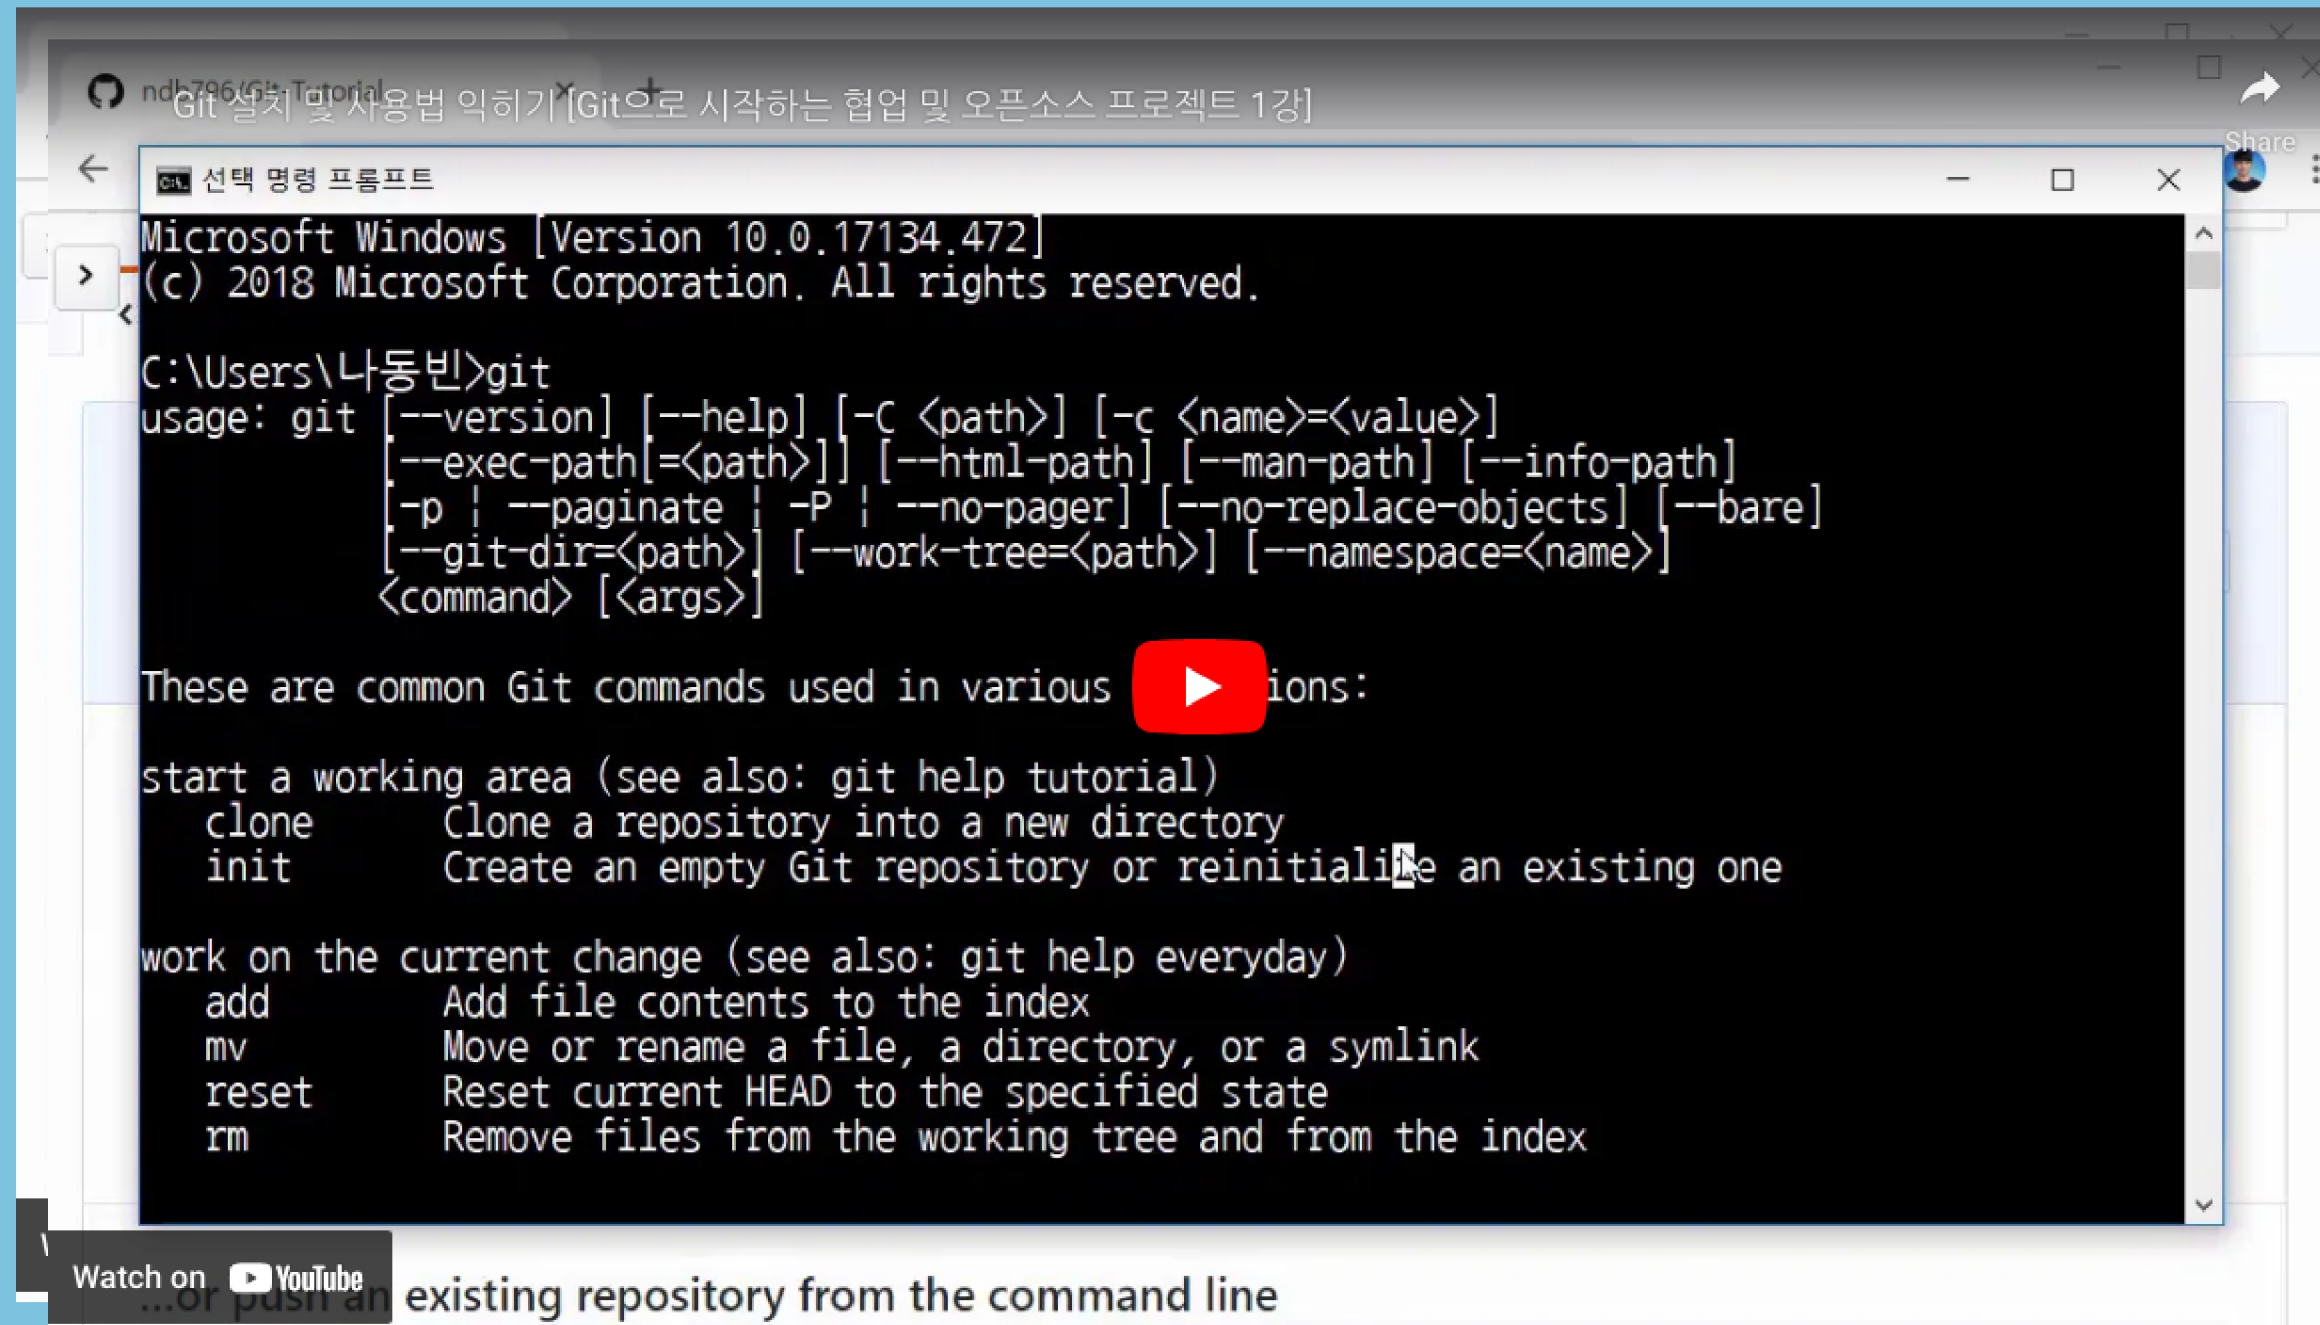 ndb796/Git-Tutorial
Git 설치 및 사용법 익히기 [Git으로 시작하는 협업 및 오픈소스 프로젝트 1강]
Share
선택 명령 프롬프트
Microsoft Windows [Version 10.0.17134.472]
(c) 2018 Microsoft Corporation. All rights reserved.
C:\Users\나동빈>git
usage: git [--version] [--help] [-C <path>] [-c <name>=<value>]
[--exec-path[=<path>]] [--html-path] [--man-path] [--info-path]
[-p ¦ --paginate ¦ -P ¦ --no-pager] [--no-replace-objects] [--bare]
[--git-dir=<path>] [--work-tree=<path>] [--namespace=<name>]
<command> [<args>]
These are common Git commands used in various ions:
start a working area (see also: git help tutorial)
clone Clone a repository into a new directory
init Create an empty Git repository or reinitialize an existing one
work on the current change (see also: git help everyday)
add Add file contents to the index
mv Move or rename a file, a directory, or a symlink
reset Reset current HEAD to the specified state
rm Remove files from the working tree and from the index
Watch on YouTube
...or push an existing repository from the command line